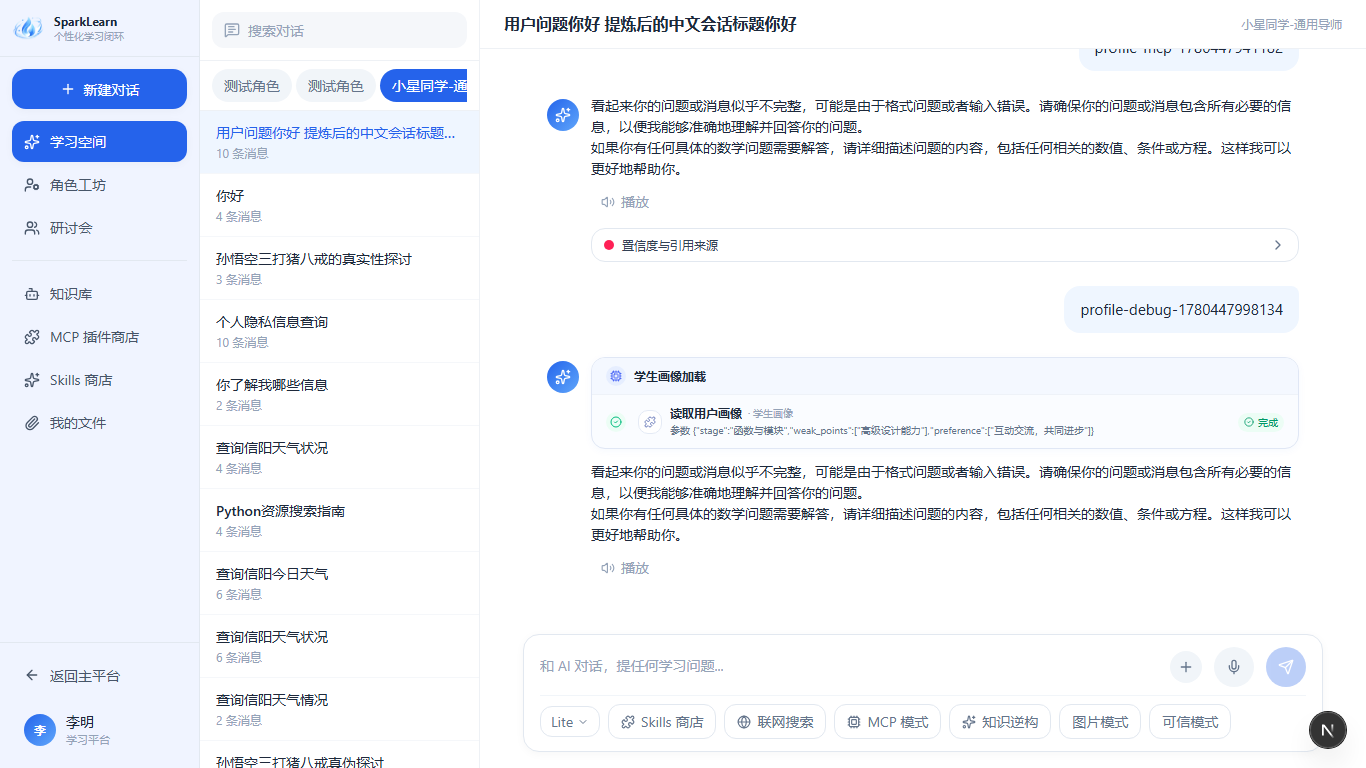 SparkLearn
个性化学习闭环
新建对话
学习空间
角色工坊
研讨会
知识库
MCP 插件商店
Skills 商店
我的文件
返回主平台
李
李明
学习平台
搜索对话
测试角色
测试角色
小星同学-通
用户问题你好 提炼后的中文会话标题...
10 条消息
你好
4 条消息
孙悟空三打猪八戒的真实性探讨
3 条消息
个人隐私信息查询
10 条消息
你了解我哪些信息
2 条消息
查询信阳天气状况
4 条消息
Python资源搜索指南
4 条消息
查询信阳今日天气
6 条消息
查询信阳天气状况
6 条消息
查询信阳天气情况
2 条消息
孙悟空三打猪八戒真伪探讨
用户问题你好 提炼后的中文会话标题你好
小星同学-通用导师
profile-mcp-1780447941182
看起来你的问题或消息似乎不完整，可能是由于格式问题或者输入错误。请确保你的问题或消息包含所有必要的信
息，以便我能够准确地理解并回答你的问题。
如果你有任何具体的数学问题需要解答，请详细描述问题的内容，包括任何相关的数值、条件或方程。这样我可以
更好地帮助你。
播放
置信度与引用来源
profile-debug-1780447998134
学生画像加载
读取用户画像 · 学生画像
参数 {"stage":"函数与模块","weak_points":["高级设计能力"],"preference":["互动交流，共同进步"]}
完成
看起来你的问题或消息似乎不完整，可能是由于格式问题或者输入错误。请确保你的问题或消息包含所有必要的信
息，以便我能够准确地理解并回答你的问题。
如果你有任何具体的数学问题需要解答，请详细描述问题的内容，包括任何相关的数值、条件或方程。这样我可以
更好地帮助你。
播放
和 AI 对话，提任何学习问题...
Lite
Skills 商店
联网搜索
MCP 模式
知识逆构
图片模式
可信模式
N